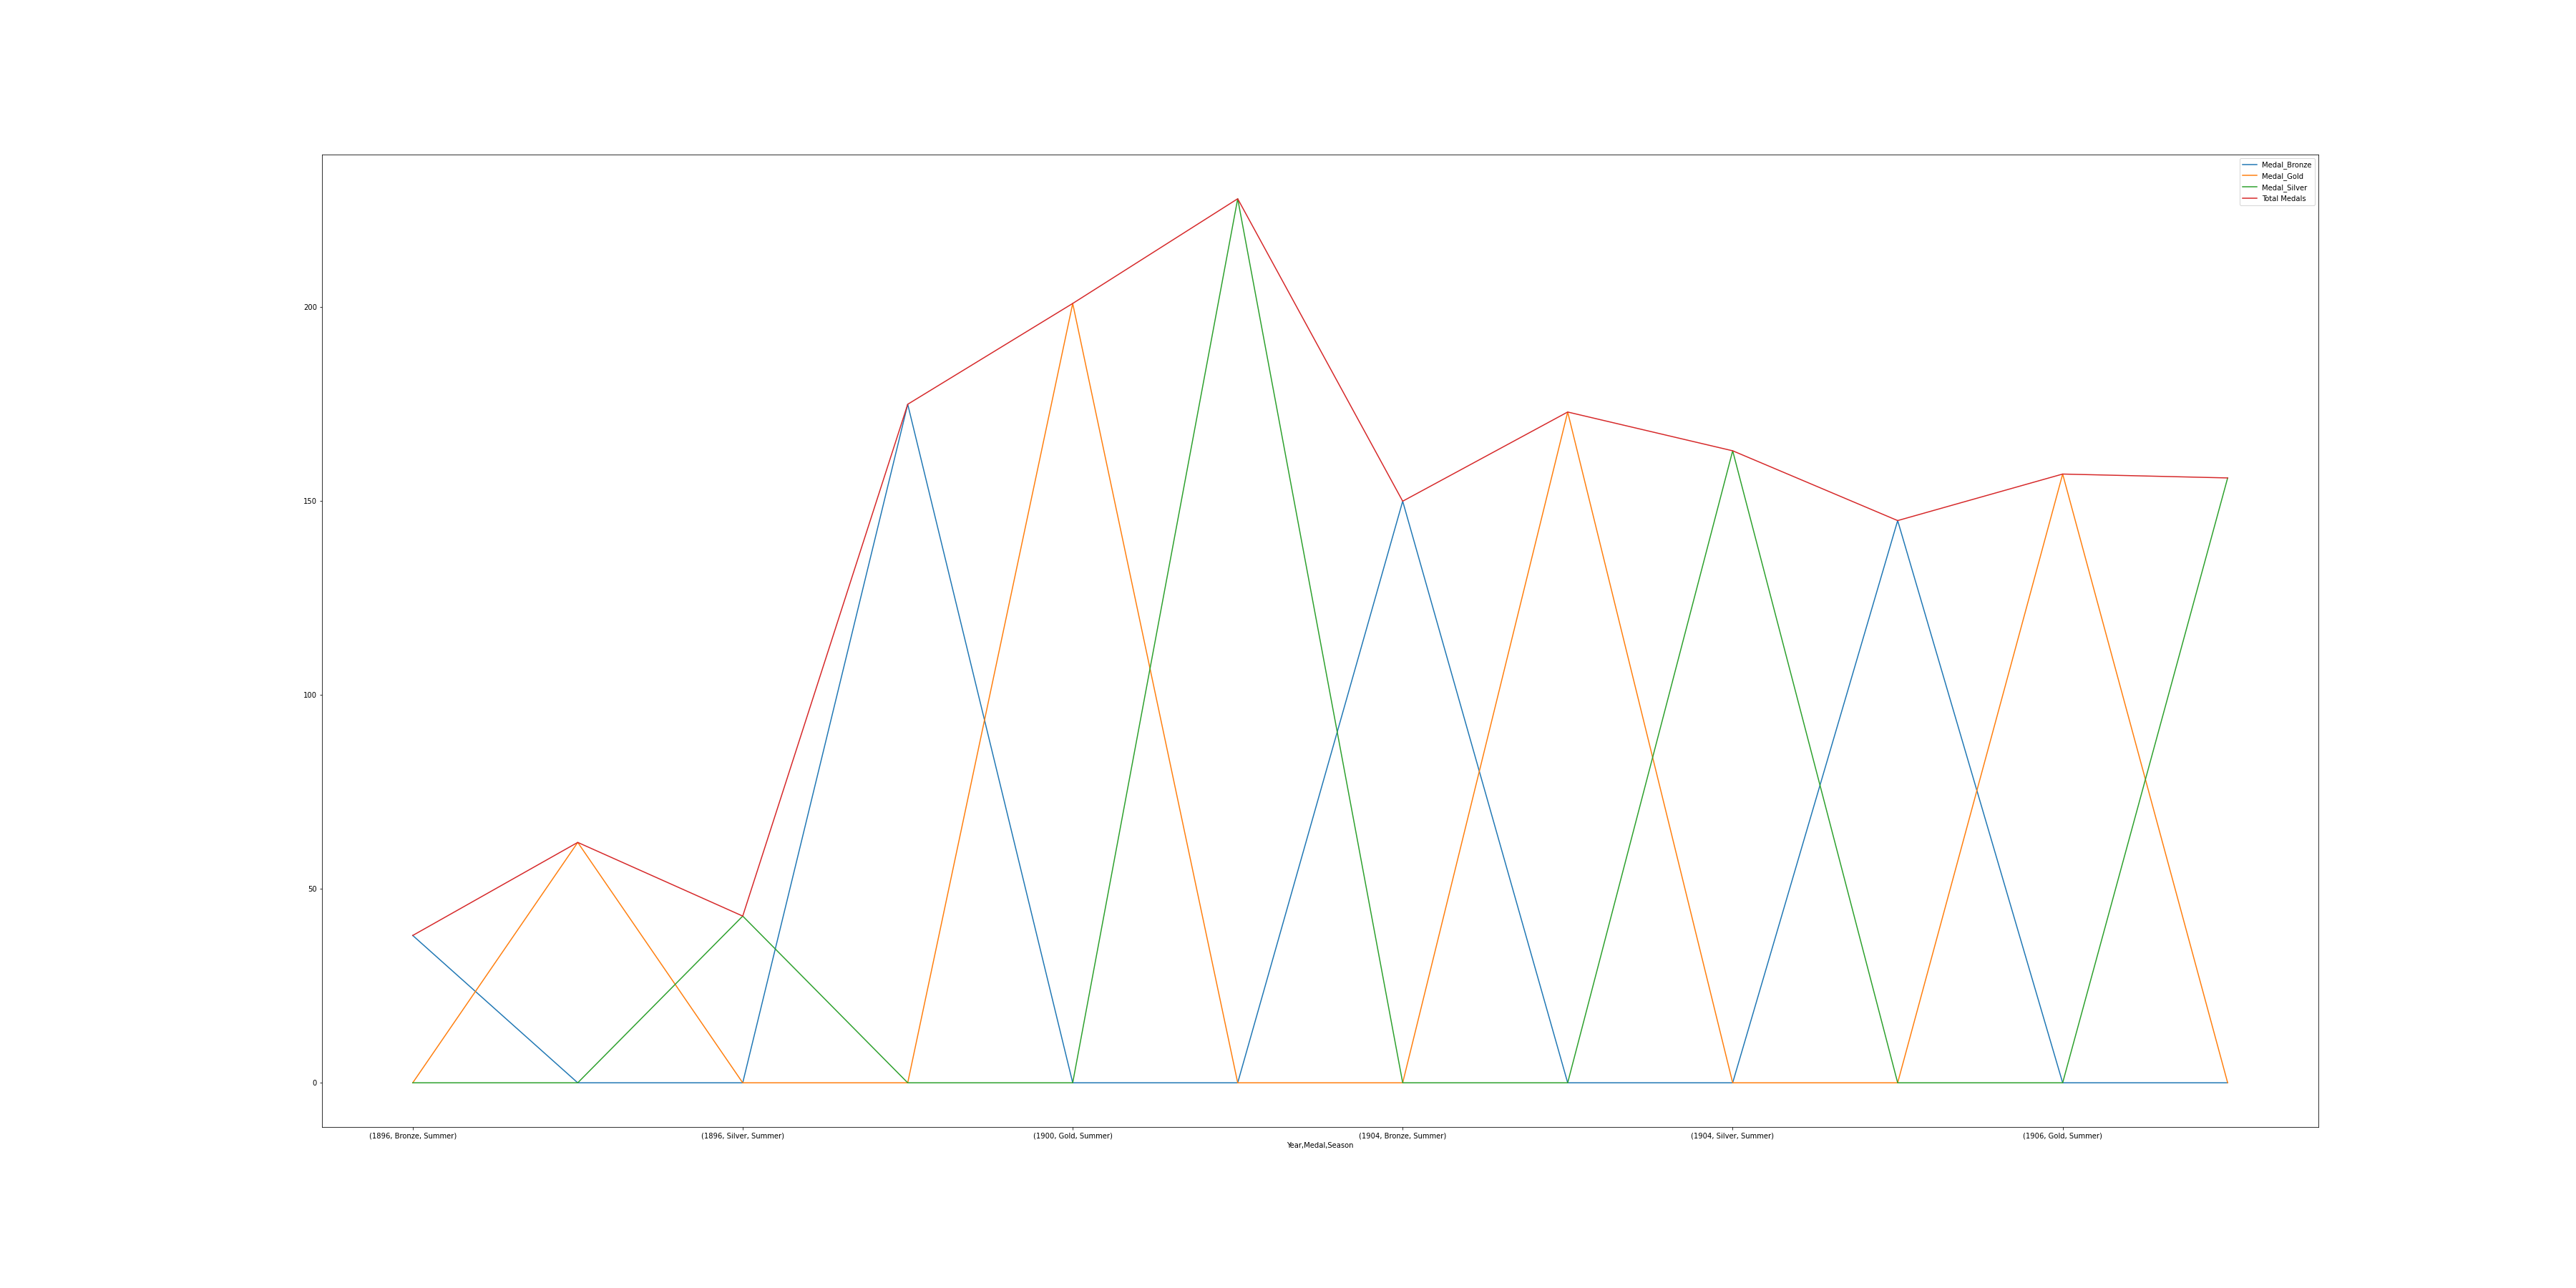 Medal_Bronze
Medal_Gold
Medal_Silver
Total Medals
200
150
100
50
0
(1896, Bronze, Summer) (1896, Silver, Summer) (1900, Gold, Summer) (1904, Bronze, Summer) (1904, Silver, Summer) (1906, Gold, Summer)
Year,Medal,Season